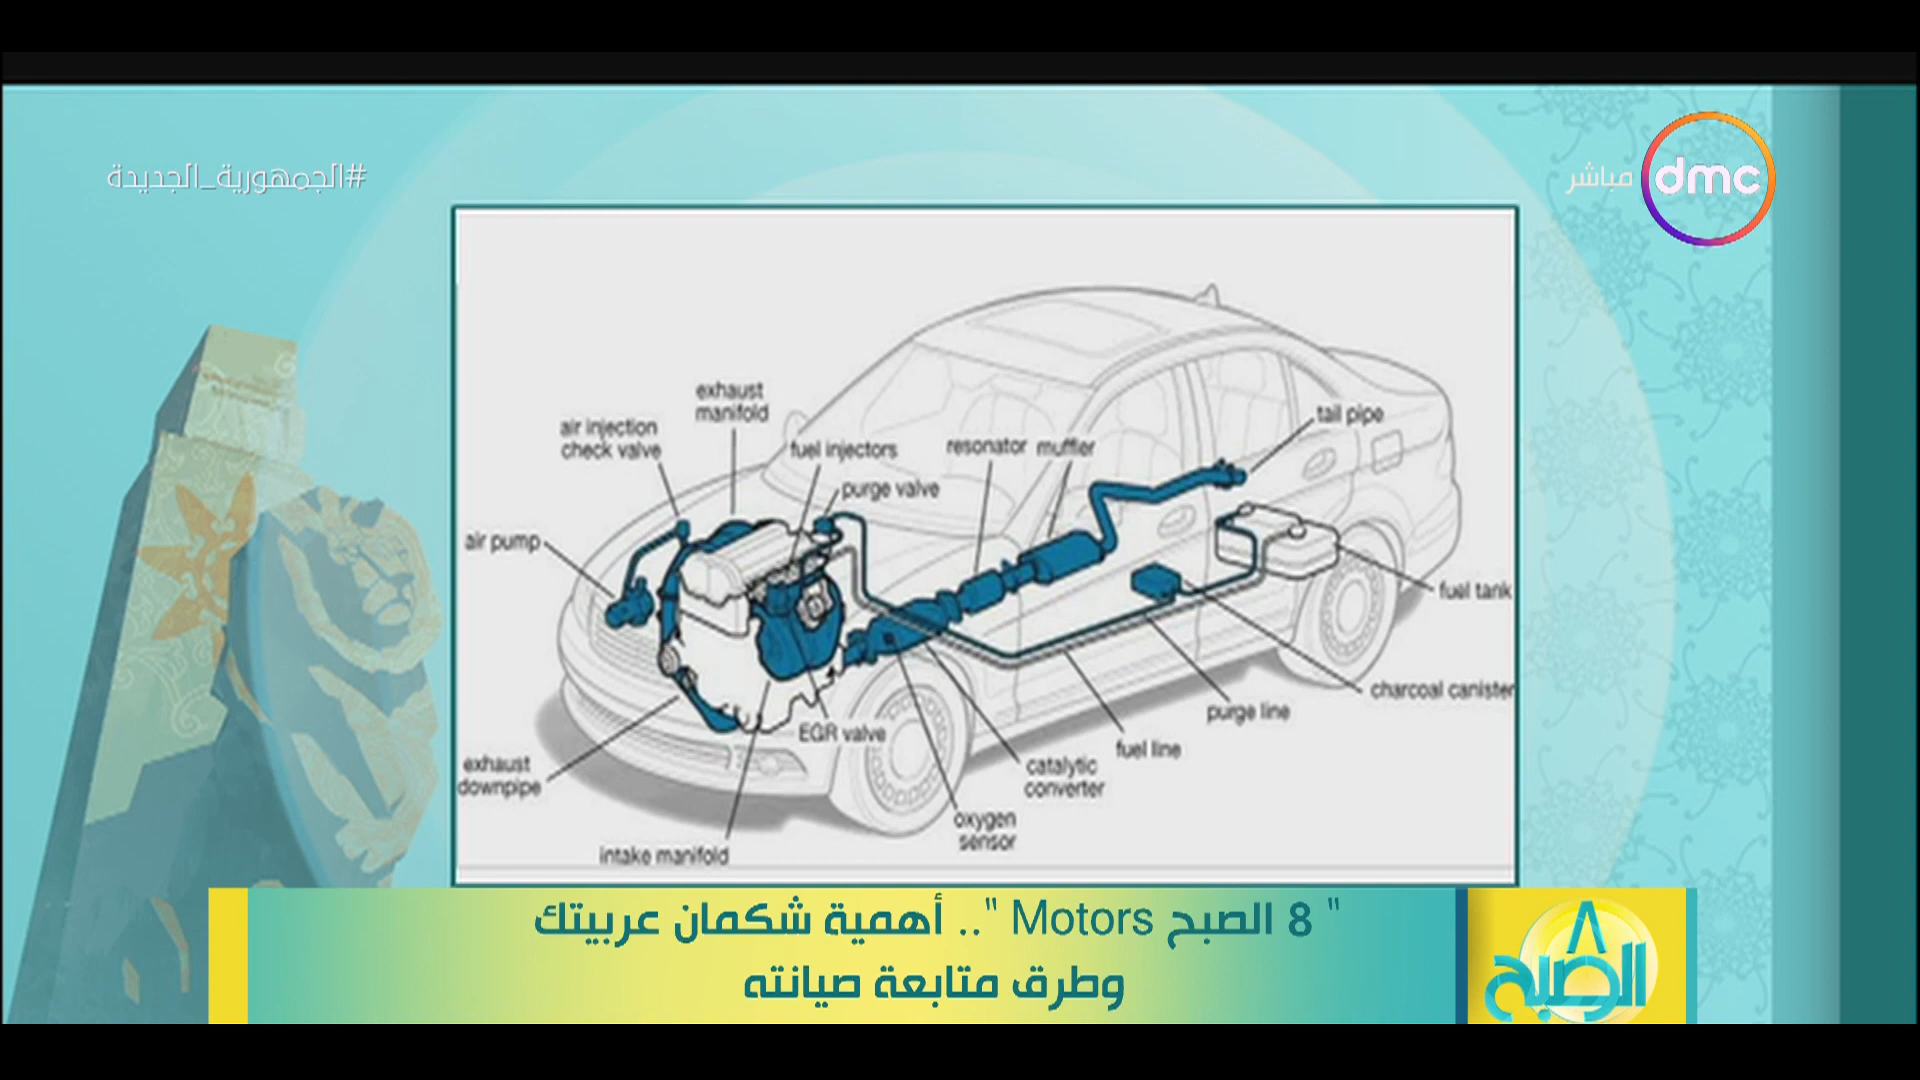 #الجمهورية_الجديدة
مباشر
dmc
exhaust
manifold
air injection
check valve
fuel injectors
resonator
muffler
tail pipe
purge valve
air pump
fuel tank
charcoal canister
purge line
EGR valve
fuel line
exhaust
downpipe
catalytic
converter
oxygen
sensor
intake manifold
" 8 الصبح Motors ".. أهمية شكمان عربيتك
وطرق متابعة صيانته
٨ الصبح